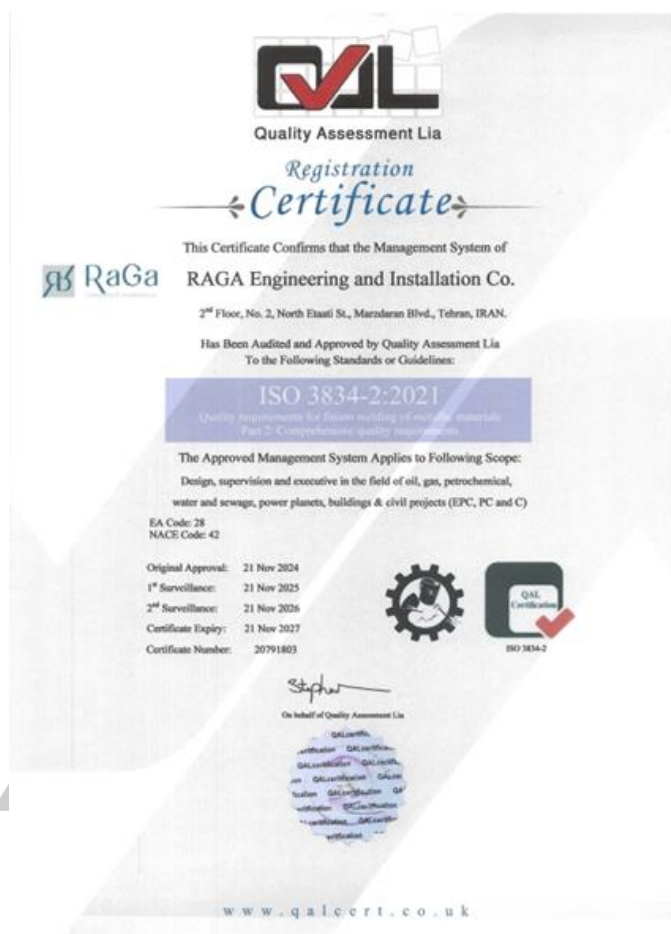 QAL
Quality Assessment Lia
Registration
Certificate
This Certificate Confirms that the Management System of
RaGa
RAGA Engineering and Installation Co.
2nd Floor, No. 2, North Etaati St., Marzdaran Blvd., Tehran, IRAN.
Has Been Audited and Approved by Quality Assessment Lia
To the Following Standards or Guidelines:
ISO 3834-2:2021
Quality requirements for fusion welding of metallic materials
Part 2: Comprehensive quality requirements
The Approved Management System Applies to Following Scope:
Design, supervision and executive in the field of oil, gas, petrochemical,
water and sewage, power planets, buildings & civil projects (EPC, PC and C)
EA Code: 28
NACE Code: 42
Original Approval: 21 Nov 2024
1st Surveillance: 21 Nov 2025
2nd Surveillance: 21 Nov 2026
Certificate Expiry: 21 Nov 2027
Certificate Number: 20791803
QAL
Certification
ISO 3834-2
Stephen
On behalf of Quality Assessment Lia
QALcertification
QALcertification
QALcertification
QALcertification
www.qalcert.co.uk